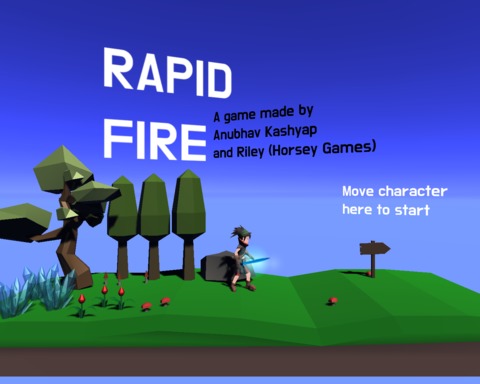 RAPID
FIRE
A game made by
Anubhav Kashyap
and Riley (Horsey Games)
Move character
here to start